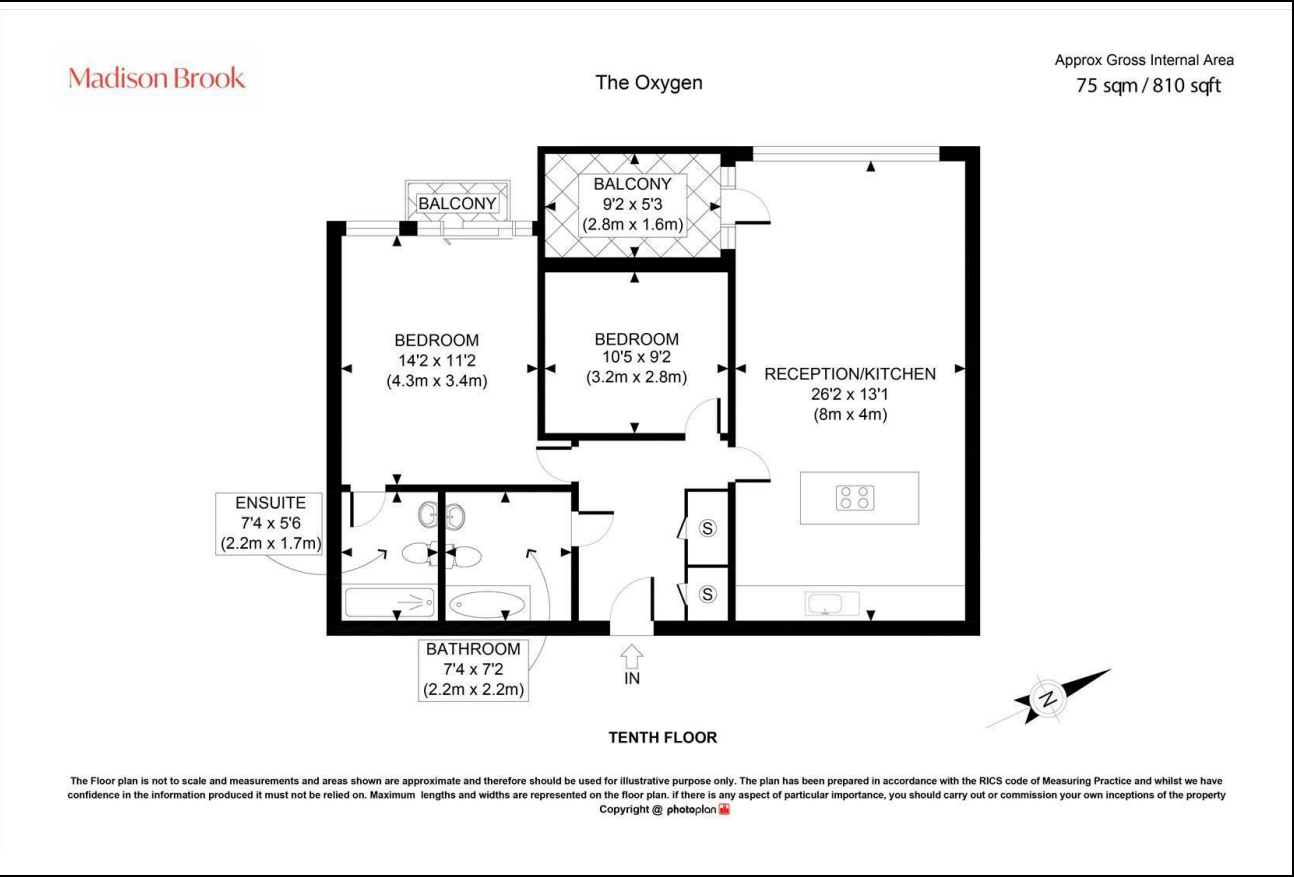 Madison Brook
The Oxygen
Approx Gross Internal Area
75 sqm / 810 sqft
BALCONY
9'2 x 5'3
(2.8m x 1.6m)
BALCONY
BEDROOM
14'2 x 11'2
(4.3m x 3.4m)
BEDROOM
10'5 x 9'2
(3.2m x 2.8m)
RECEPTION/KITCHEN
26'2 x 13'1
(8m x 4m)
ENSUITE
7'4 x 5'6
(2.2m x 1.7m)
S
S
BATHROOM
7'4 x 7'2
(2.2m x 2.2m)
IN
N
TENTH FLOOR
The Floor plan is not to scale and measurements and areas shown are approximate and therefore should be used for illustrative purpose only. The plan has been prepared in accordance with the RICS code of Measuring Practice and whilst we have
confidence in the information produced it must not be relied on. Maximum lengths and widths are represented on the floor plan. if there is any aspect of particular importance, you should carry out or commission your own inceptions of the property
Copyright @ photoplan